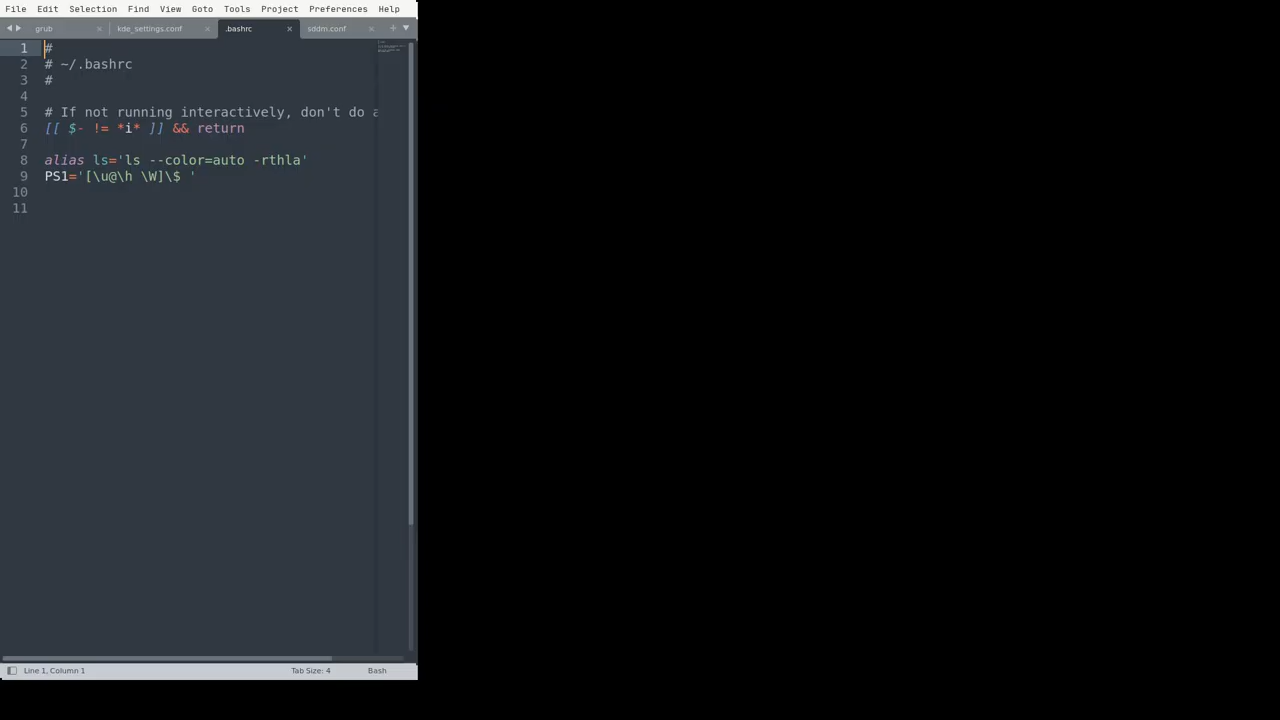 File Edit Selection Find View Goto Tools Project Preferences Help
grub kde_settings.conf .bashrc sddm.conf
1 #
2 # ~/.bashrc
3 #
4
5 # If not running interactively, don't do a
6 [[ $- != *i* ]] && return
7
8 alias ls='ls --color=auto -rthla'
9 PS1='[\u@\h \W]\$ '
10
11
Line 1, Column 1 Tab Size: 4 Bash